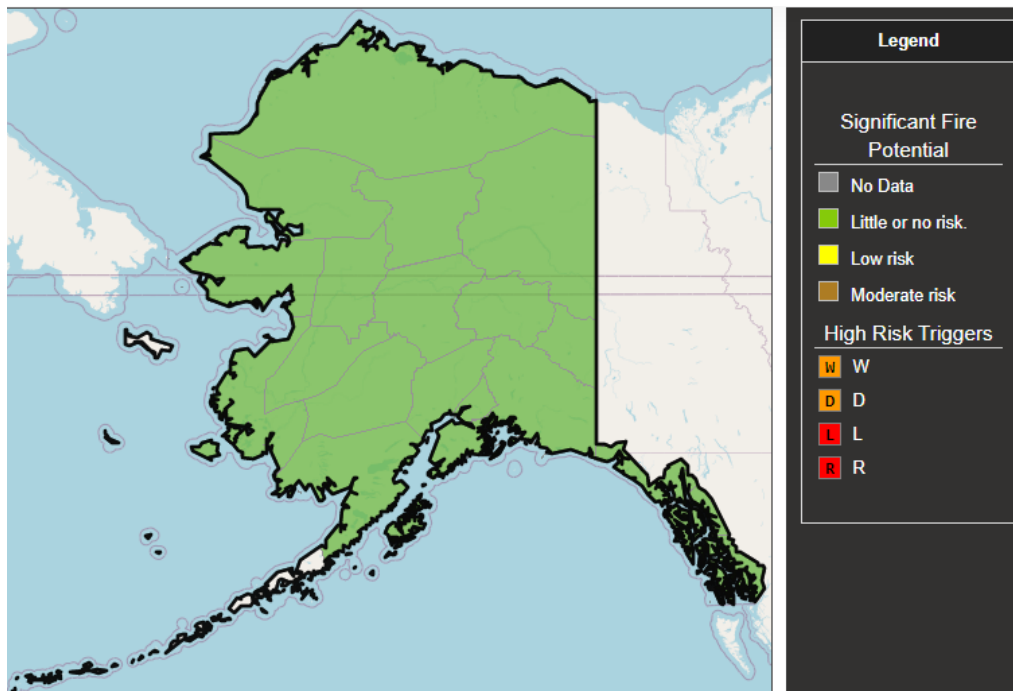 Legend
Significant Fire
Potential
No Data
Little or no risk.
Low risk
Moderate risk
High Risk Triggers
W W
D D
L L
R R